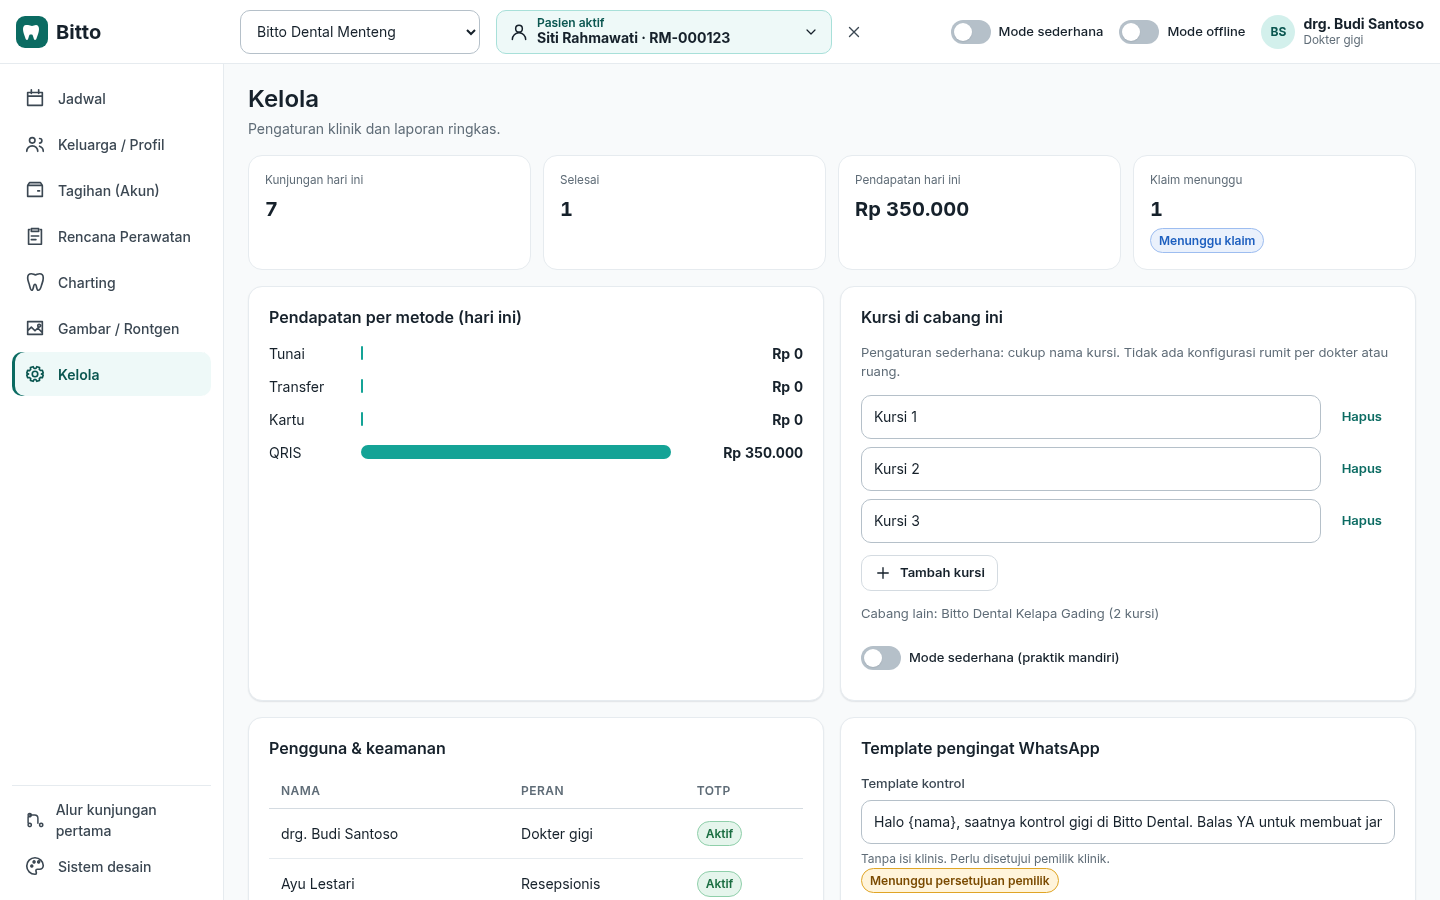 Bitto
Bitto Dental Menteng
Pasien aktif
Siti Rahmawati · RM-000123
Mode sederhana
Mode offline
BS
drg. Budi Santoso
Dokter gigi
Jadwal
Keluarga / Profil
Tagihan (Akun)
Rencana Perawatan
Charting
Gambar / Rontgen
Kelola
Alur kunjungan
pertama
Sistem desain
Kelola
Pengaturan klinik dan laporan ringkas.
Kunjungan hari ini
7
Selesai
1
Pendapatan hari ini
Rp 350.000
Klaim menunggu
1
Menunggu klaim
Pendapatan per metode (hari ini)
Tunai Rp 0
Transfer Rp 0
Kartu Rp 0
QRIS Rp 350.000
Kursi di cabang ini
Pengaturan sederhana: cukup nama kursi. Tidak ada konfigurasi rumit per dokter atau
ruang.
Kursi 1 Hapus
Kursi 2 Hapus
Kursi 3 Hapus
Tambah kursi
Cabang lain: Bitto Dental Kelapa Gading (2 kursi)
Mode sederhana (praktik mandiri)
Pengguna & keamanan
NAMA PERAN TOTP
drg. Budi Santoso Dokter gigi Aktif
Ayu Lestari Resepsionis Aktif
Template pengingat WhatsApp
Template kontrol
Halo {nama}, saatnya kontrol gigi di Bitto Dental. Balas YA untuk membuat jar
Tanpa isi klinis. Perlu disetujui pemilik klinik.
Menunggu persetujuan pemilik